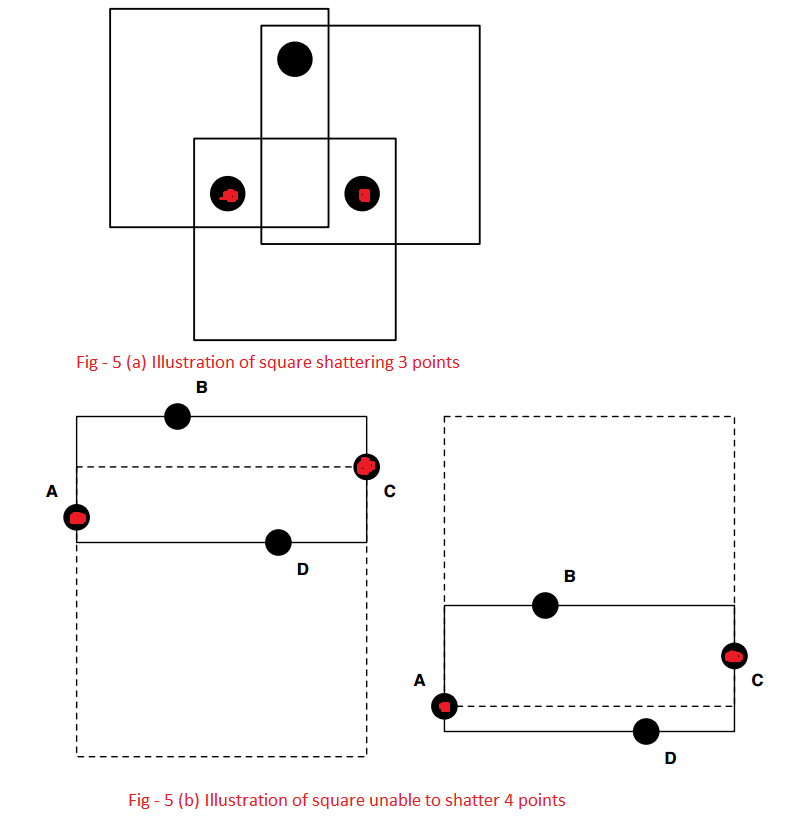 Fig - 5 (a) Illustration of square shattering 3 points
B
A
C
D
B
A
C
D
Fig - 5 (b) Illustration of square unable to shatter 4 points